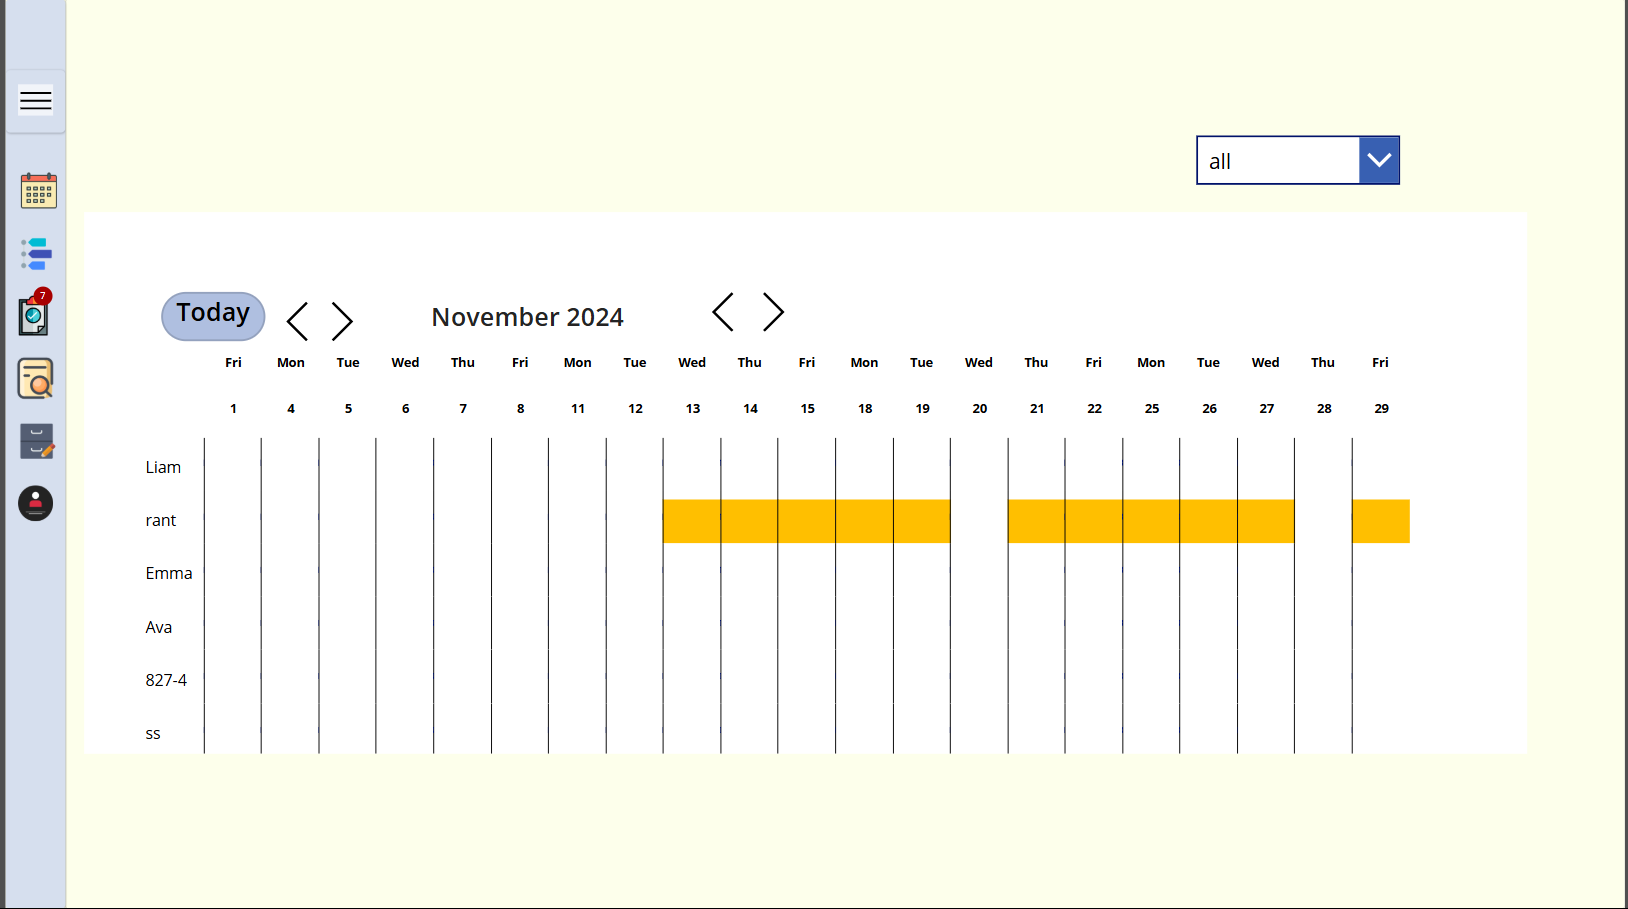 all
7
Today
November 2024
Fri Mon Tue Wed Thu Fri Mon Tue Wed Thu Fri Mon Tue Wed Thu Fri Mon Tue Wed Thu Fri
1 4 5 6 7 8 11 12 13 14 15 18 19 20 21 22 25 26 27 28 29
Liam
rant
Emma
Ava
827-4
ss